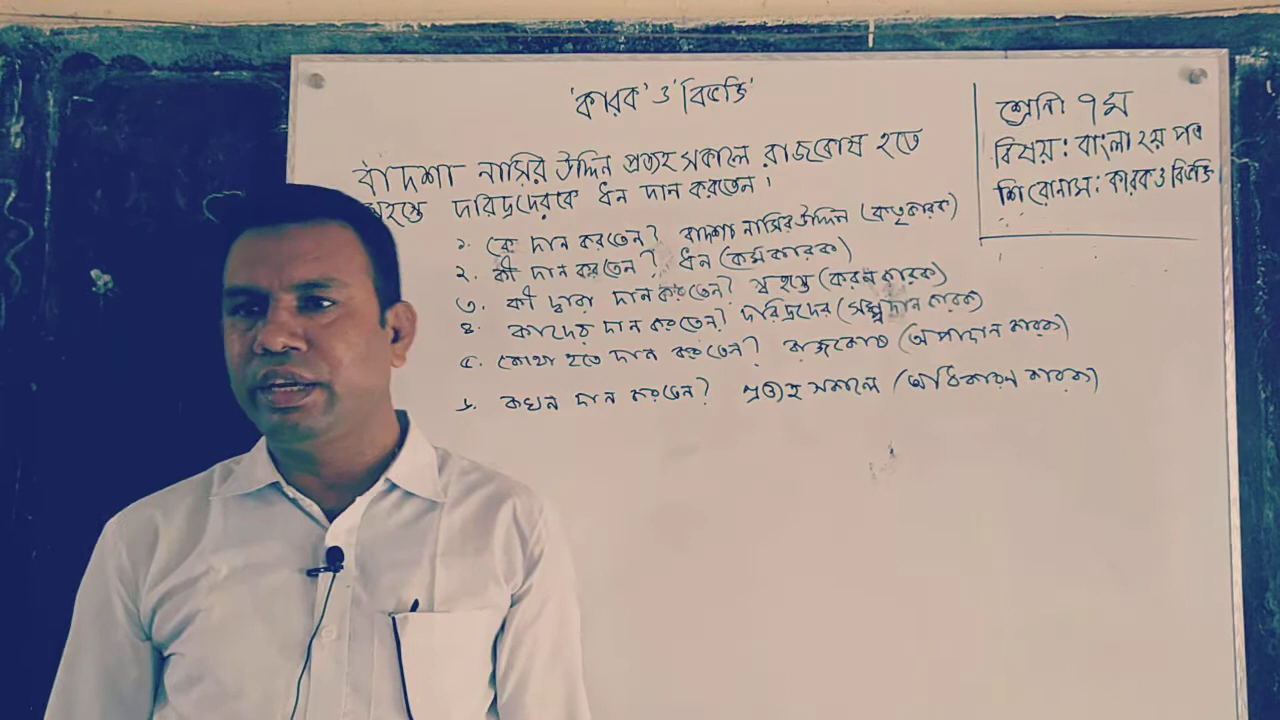 'কারক' ও 'বিভক্তি'
শ্রেণী ৭ম
বিষয়: বাংলা ২য় পত্র
শিরোনাম: কারক ও বিভক্তি
বাদশা নাসির উদ্দিন প্রত্যহ সকালে রাজকোষ হতে
স্বহস্তে দরিদ্রদেরকে ধন দান করতেন।
১. কে দান করতেন? বাদশাহ নাসির উদ্দিন (কর্তৃকারক)
২. কী দান করতেন? ধন (কর্মকারক)
৩. কী দ্বারা দান করতেন? স্বহস্তে (করণ কারক)
৪. কাদের দান করতেন? দরিদ্রদের (সম্প্রদান কারক)
৫. কোথা হতে দান করতেন? রাজকোষ (অপাদান কারক)
৬. কখন দান করতেন? প্রত্যহ সকালে (অধিকারণ কারক)